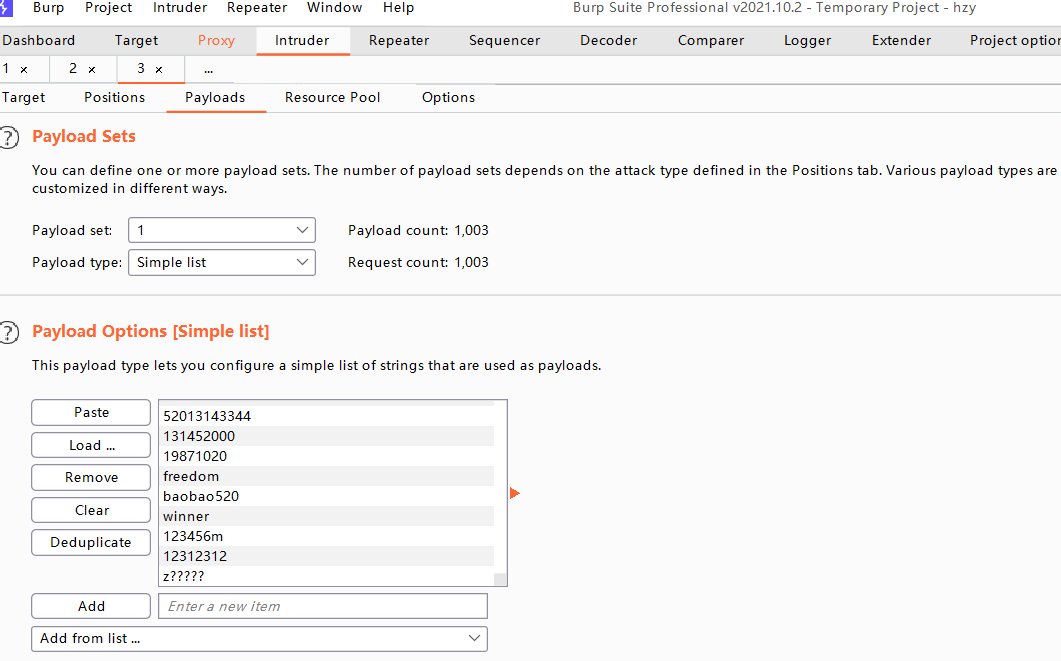 Burp Project Intruder Repeater Window Help Burp Suite Professional v2021.10.2 - Temporary Project - hzy
Dashboard Target Proxy Intruder Repeater Sequencer Decoder Comparer Logger Extender Project option
1 × 2 × 3 × ...
Target Positions Payloads Resource Pool Options
? Payload Sets
You can define one or more payload sets. The number of payload sets depends on the attack type defined in the Positions tab. Various payload types are
customized in different ways.
Payload set: 1 Payload count: 1,003
Payload type: Simple list Request count: 1,003
? Payload Options [Simple list]
This payload type lets you configure a simple list of strings that are used as payloads.
Paste
Load ...
Remove
Clear
Deduplicate
52013143344
131452000
19871020
freedom
baobao520
winner
123456m
12312312
z?????
Add Enter a new item
Add from list ...